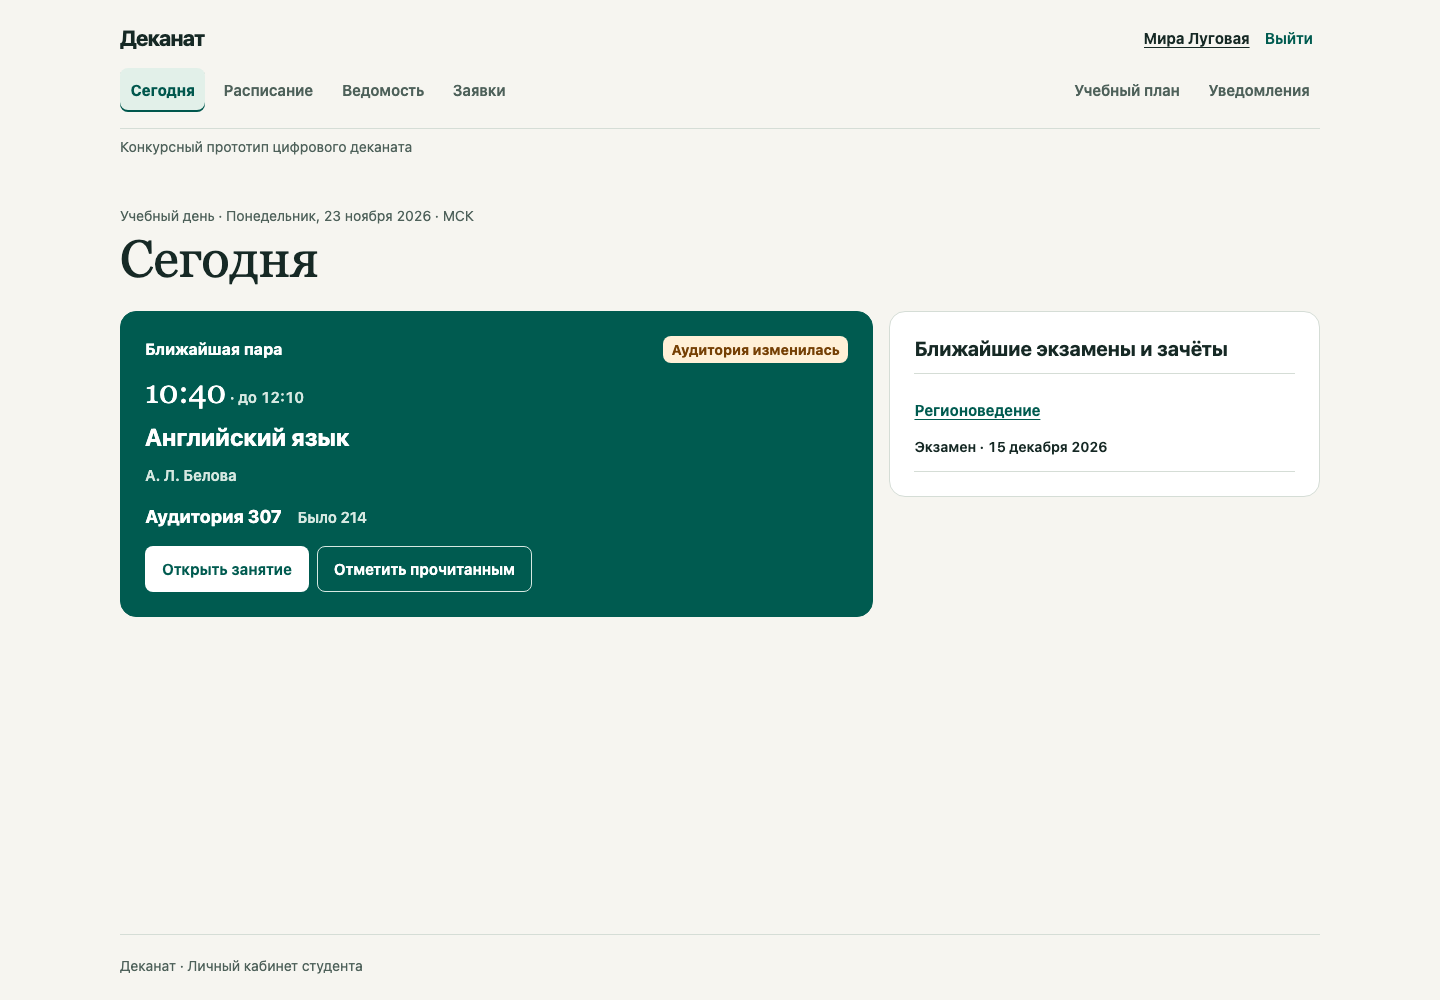 Деканат
Мира Луговая Выйти
Сегодня Расписание Ведомость Заявки Учебный план Уведомления
Конкурсный прототип цифрового деканата
Учебный день · Понедельник, 23 ноября 2026 · МСК
Сегодня
Ближайшая пара
Аудитория изменилась
10:40 · до 12:10
Английский язык
А. Л. Белова
Аудитория 307 Было 214
Открыть занятие Отметить прочитанным
Ближайшие экзамены и зачёты
Регионоведение
Экзамен · 15 декабря 2026
Деканат · Личный кабинет студента